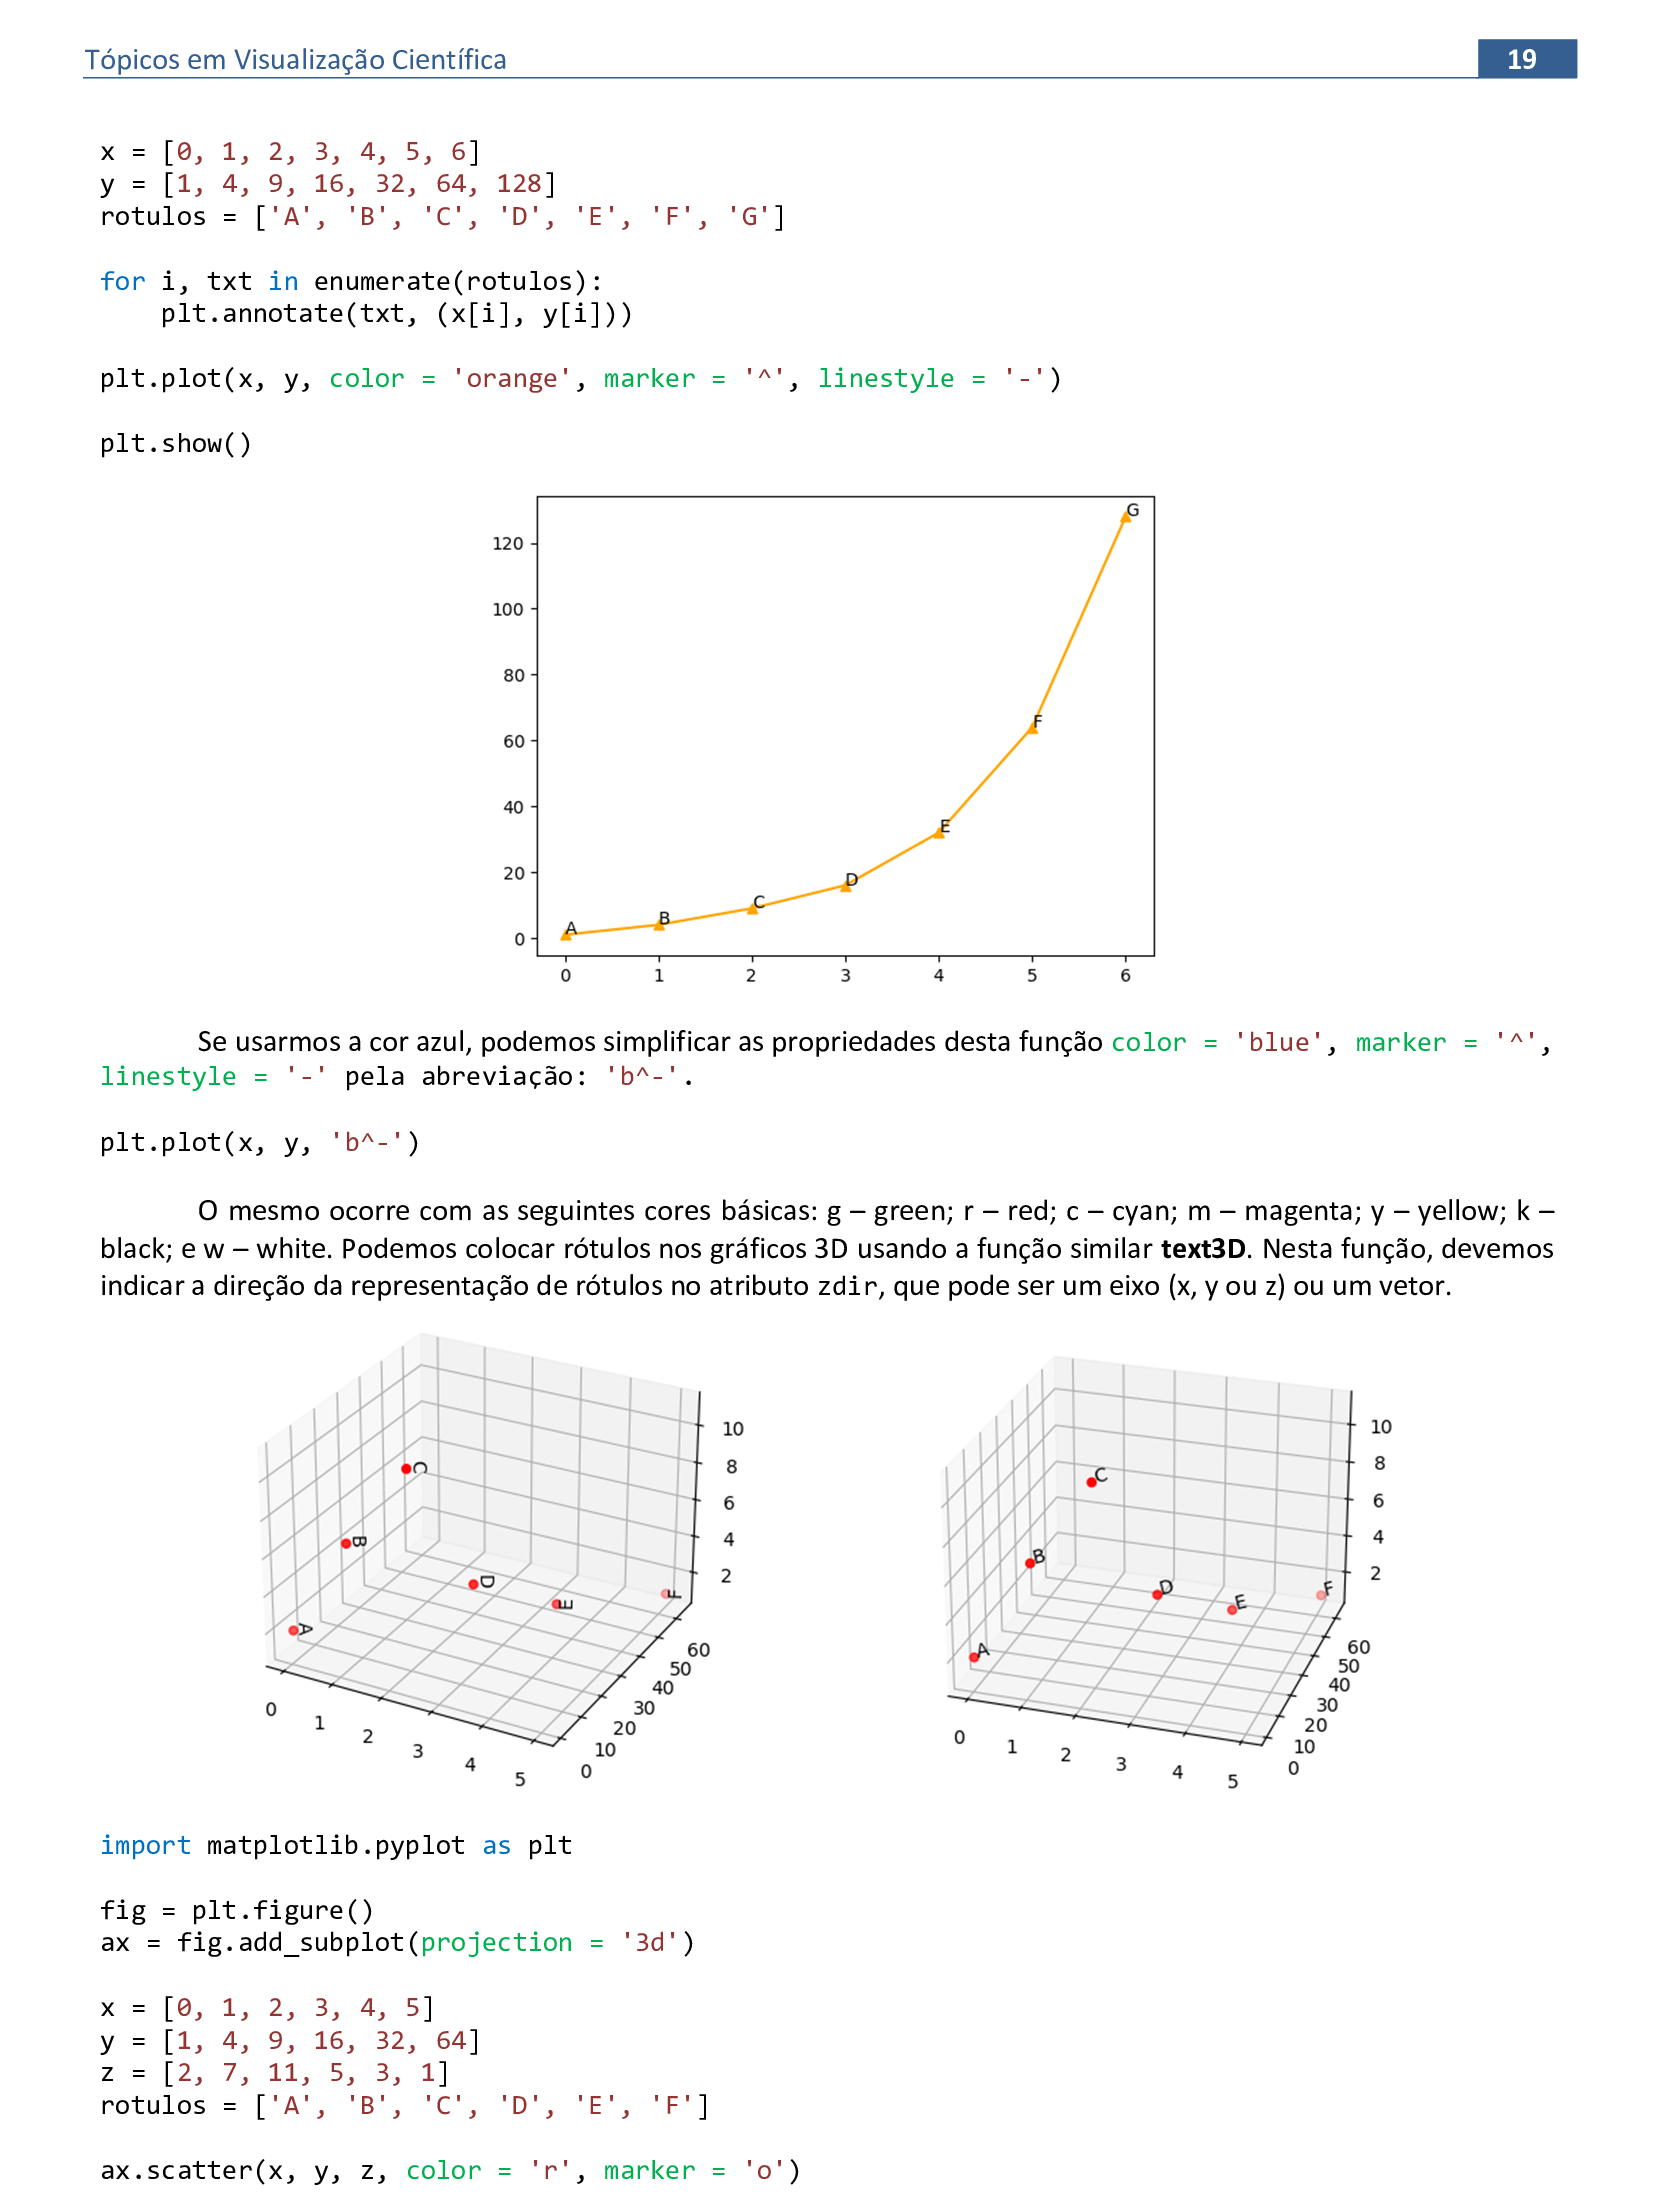 Tópicos em Visualização Científica 19
x = [0, 1, 2, 3, 4, 5, 6]
y = [1, 4, 9, 16, 32, 64, 128]
rotulos = ['A', 'B', 'C', 'D', 'E', 'F', 'G']
for i, txt in enumerate(rotulos):
    plt.annotate(txt, (x[i], y[i]))
plt.plot(x, y, color = 'orange', marker = '^', linestyle = '-')
plt.show()
G
120
100
80
F
60
40
E
20
D
C
B
A
0
0 1 2 3 4 5 6
Se usarmos a cor azul, podemos simplificar as propriedades desta função color = 'blue', marker = '^',
linestyle = '-' pela abreviação: 'b^-'.
plt.plot(x, y, 'b^-')
O mesmo ocorre com as seguintes cores básicas: g – green; r – red; c – cyan; m – magenta; y – yellow; k –
black; e w – white. Podemos colocar rótulos nos gráficos 3D usando a função similar text3D. Nesta função, devemos
indicar a direção da representação de rótulos no atributo zdir, que pode ser um eixo (x, y ou z) ou um vetor.
A
B
C
D
E
F
10
8
6
4
2
60
50
40
30
20
10
0
0 1 2 3 4 5
A
B
C
D
E
F
10
8
6
4
2
60
50
40
30
20
10
0
0 1 2 3 4 5
import matplotlib.pyplot as plt
fig = plt.figure()
ax = fig.add_subplot(projection = '3d')
x = [0, 1, 2, 3, 4, 5]
y = [1, 4, 9, 16, 32, 64]
z = [2, 7, 11, 5, 3, 1]
rotulos = ['A', 'B', 'C', 'D', 'E', 'F']
ax.scatter(x, y, z, color = 'r', marker = 'o')